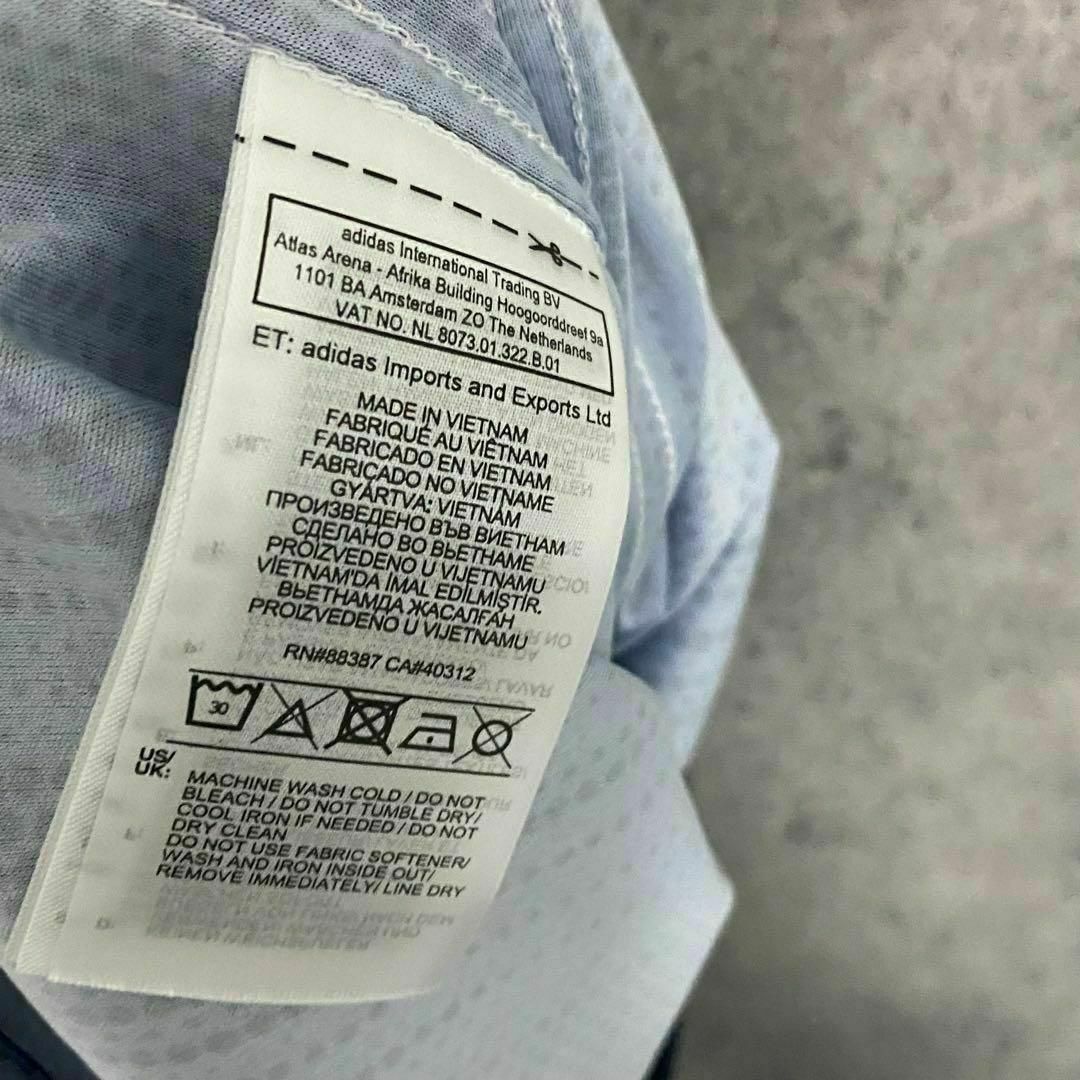 adidas International Trading BV
Atlas Arena - Afrika Building Hoogoorddreef 9a
1101 BA Amsterdam ZO The Netherlands
VAT NO. NL 8073.01.322.B.01
ET: adidas Imports and Exports Ltd
MADE IN VIETNAM
FABRIQUÉ AU VIÊTNAM
FABRICADO EN VIETNAM
FABRICADO NO VIETNAME
GYÁRTVA: VIETNÁM
ПРОИЗВЕДЕНО ВЪВ ВИЕТНАМ
СДЕЛАНО ВО ВЬЕТНАМЕ
PROIZVEDENO U VIJETNAMU
VIETNAM'DA İMAL EDİLMİŞTİR.
ВЬЕТНАМДА ЖАСАЛҒАН
PROIZVEDENO U VIJETNAMU
RN#88387 CA#40312
30
US/
UK:
MACHINE WASH COLD / DO NOT
BLEACH / DO NOT TUMBLE DRY/
COOL IRON IF NEEDED / DO NOT
DRY CLEAN
DO NOT USE FABRIC SOFTENER/
WASH AND IRON INSIDE OUT/
REMOVE IMMEDIATELY/ LINE DRY